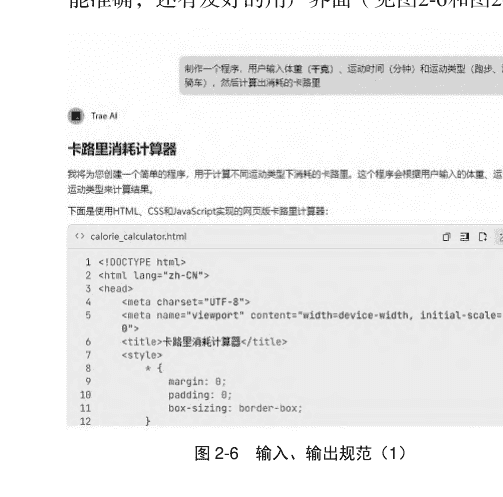 能准确，还有友好的用户界面（见图2-6和图2
制作一个程序，用户输入体重（千克）、运动时间（分钟）和运动类型（跑步、
骑车），然后计算出消耗的卡路里
Trae AI
卡路里消耗计算器
我将为您创建一个简单的程序，用于计算不同运动类型下消耗的卡路里。这个程序会根据用户输入的体重、运
运动类型来计算结果。
下面是使用HTML、CSS和JavaScript实现的网页版卡路里计算器：
<> calorie_calculator.html
1 <!DOCTYPE html>
2 <html lang="zh-CN">
3 <head>
4 <meta charset="UTF-8">
5 <meta name="viewport" content="width=device-width, initial-scale=
0">
6 <title>卡路里消耗计算器</title>
7 <style>
8 * {
9 margin: 0;
10 padding: 0;
11 box-sizing: border-box;
12 }
图 2-6 输入、输出规范（1）